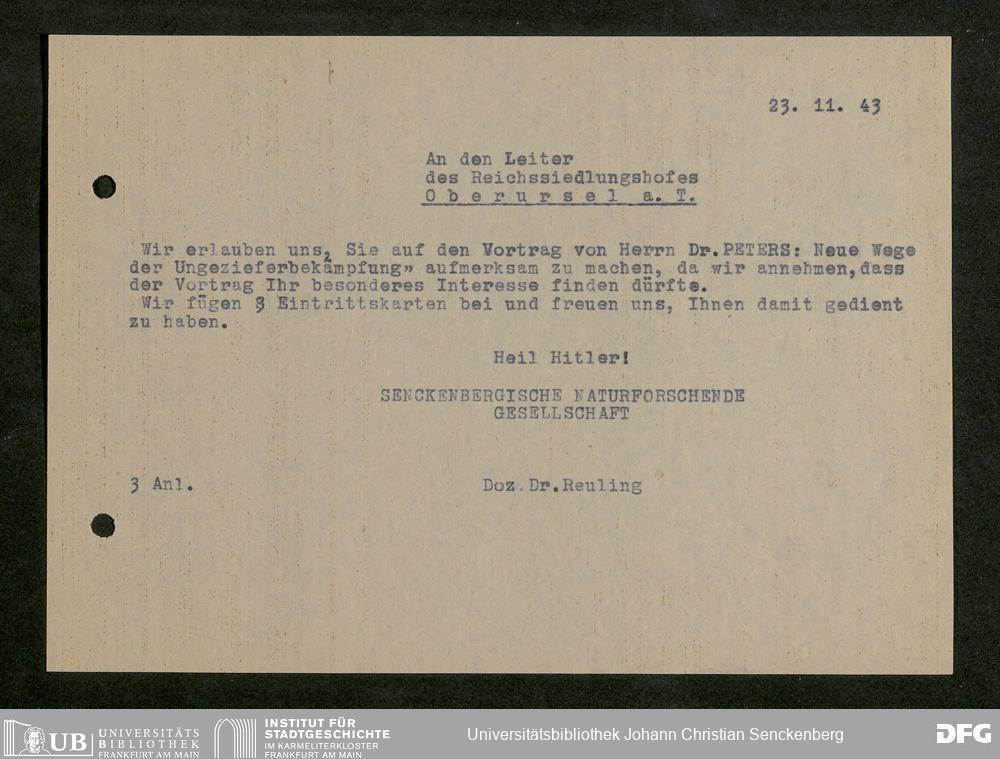 23. 11. 43
An den Leiter
des Reichssiedlungshofes
Oberursel a. T.
Wir erlauben uns, Sie auf den Vortrag von Herrn Dr.PETERS: Neue Wege
der Ungezieferbekämpfung" aufmerksam zu machen, da wir annehmen,dass
der Vortrag Ihr besonderes Interesse finden dürfte.
Wir fügen 3 Eintrittskarten bei und freuen uns, Ihnen damit gedient
zu haben.
Heil Hitler!
SENCKENBERGISCHE NATURFORSCHENDE
GESELLSCHAFT
3 Anl.
Doz.Dr.Reuling
UB UNIVERSITÄTS
BIBLIOTHEK
FRANKFURT AM MAIN
INSTITUT FÜR
STADTGESCHICHTE
IM KARMELITERKLOSTER
FRANKFURT AM MAIN
Universitätsbibliothek Johann Christian Senckenberg
DFG